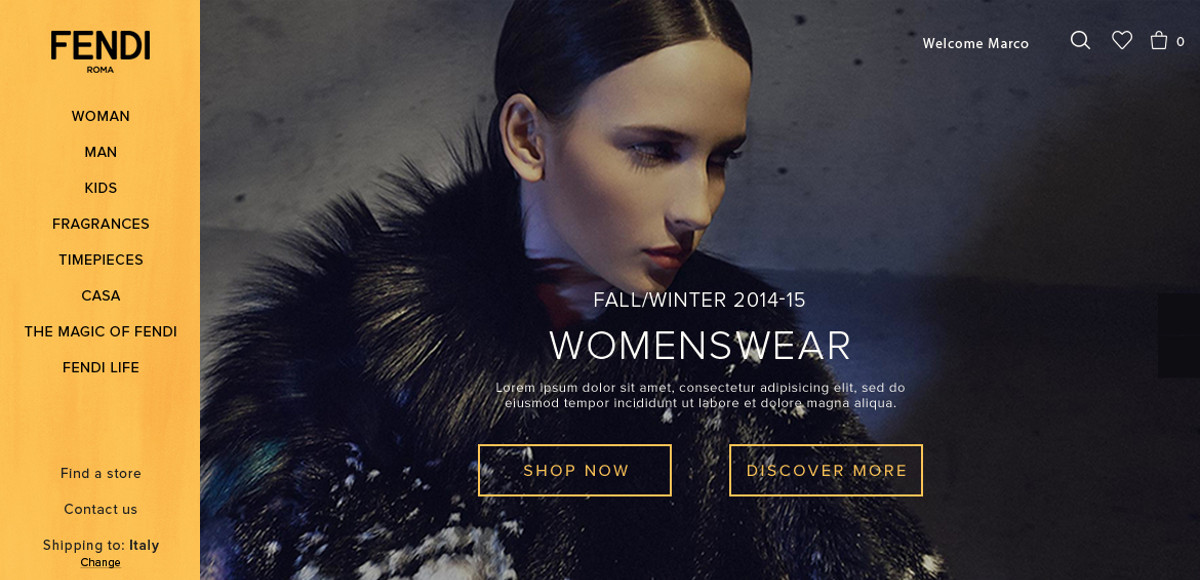 FENDI
ROMA
WOMAN
MAN
KIDS
FRAGRANCES
TIMEPIECES
CASA
THE MAGIC OF FENDI
FENDI LIFE
Find a store
Contact us
Shipping to: Italy
Change
Welcome Marco
0
FALL/WINTER 2014-15
WOMENSWEAR
Lorem ipsum dolor sit amet, consectetur adipisicing elit, sed do
eiusmod tempor incididunt ut labore et dolore magna aliqua.
SHOP NOW
DISCOVER MORE